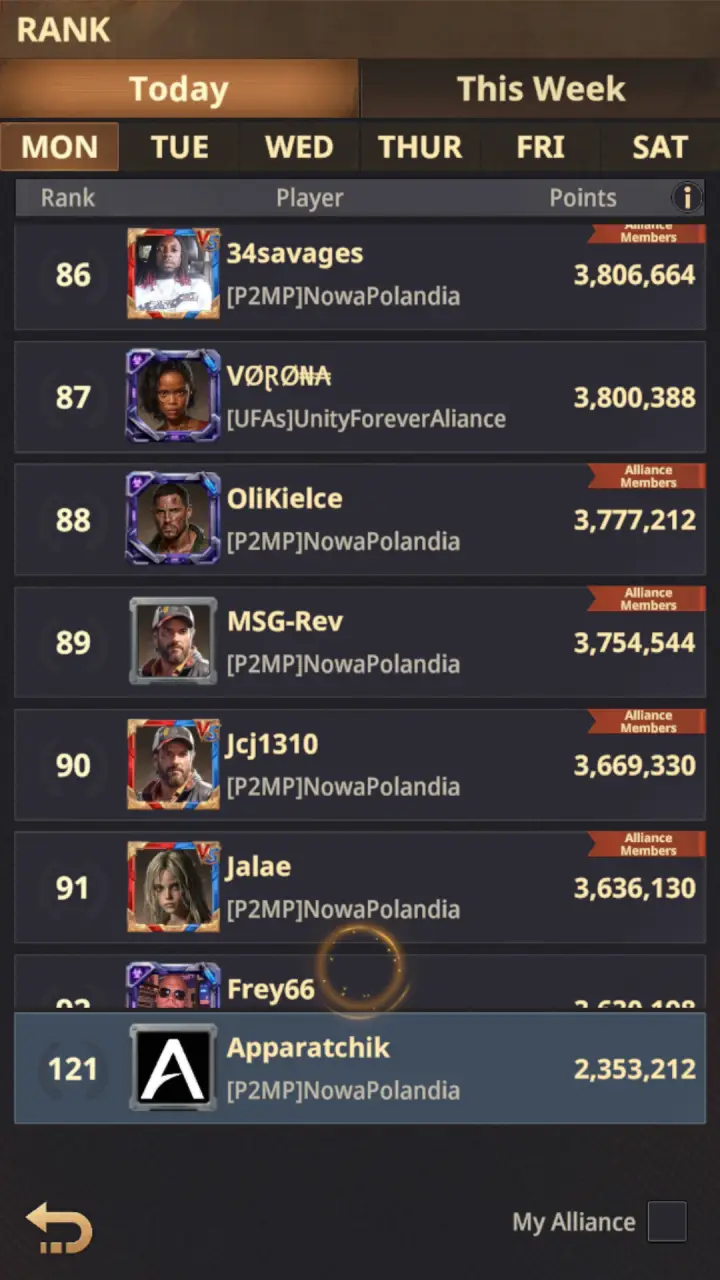 RANK
Today
This Week
MON
TUE
WED
THUR
FRI
SAT
Rank
Player
Points
i
Alliance
Members
86
34savages
[P2MP]NowaPolandia
3,806,664
87
VØⱤØ₦₳
[UFAs]UnityForeverAliance
3,800,388
Alliance
Members
88
OliKielce
[P2MP]NowaPolandia
3,777,212
Alliance
Members
89
MSG-Rev
[P2MP]NowaPolandia
3,754,544
Alliance
Members
90
Jcj1310
[P2MP]NowaPolandia
3,669,330
Alliance
Members
91
Jalae
[P2MP]NowaPolandia
3,636,130
92
Frey66
121
Apparatchik
[P2MP]NowaPolandia
2,353,212
My Alliance